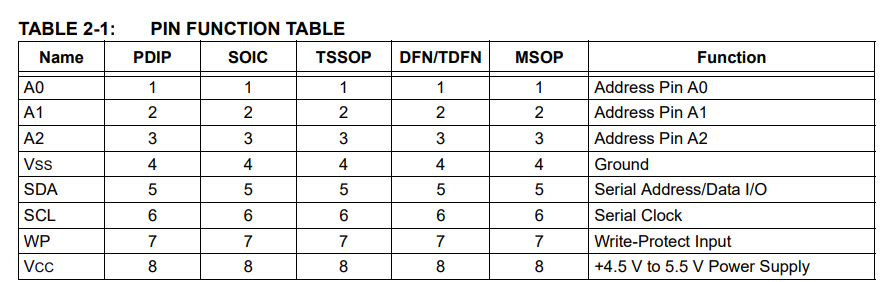 TABLE 2-1: PIN FUNCTION TABLE
Name PDIP SOIC TSSOP DFN/TDFN MSOP Function
A0 1 1 1 1 1 Address Pin A0
A1 2 2 2 2 2 Address Pin A1
A2 3 3 3 3 3 Address Pin A2
VSS 4 4 4 4 4 Ground
SDA 5 5 5 5 5 Serial Address/Data I/O
SCL 6 6 6 6 6 Serial Clock
WP 7 7 7 7 7 Write-Protect Input
VCC 8 8 8 8 8 +4.5 V to 5.5 V Power Supply